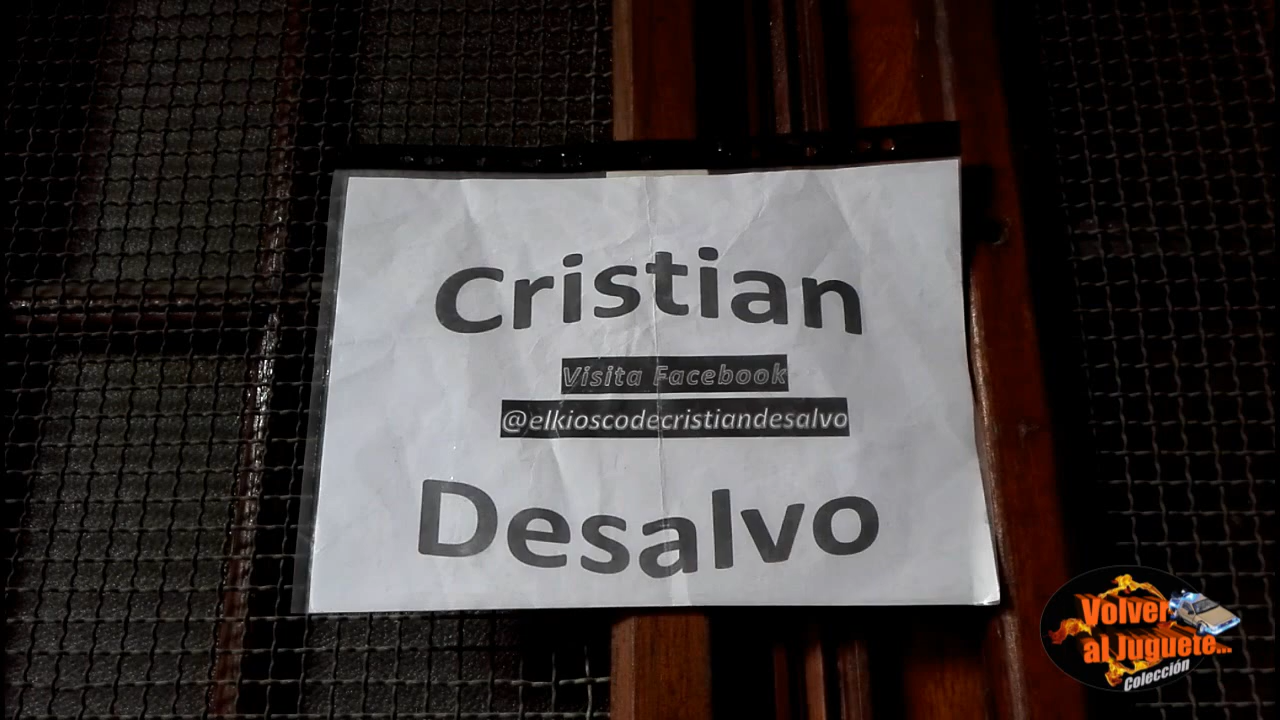 Cristian
Visita Facebook
@elkioscodecristiandesalvo
Desalvo
Volver
al Juguete...
Colección